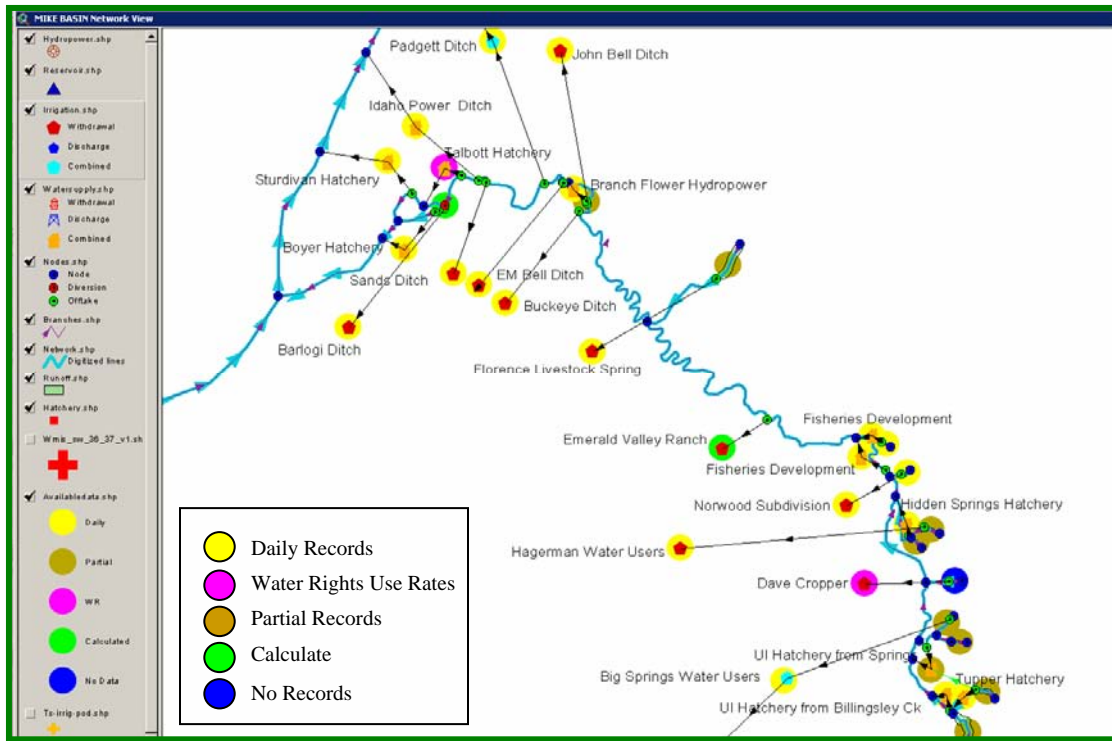 MIKE BASIN Network View
Hydropower.shp
Reservoir.shp
Irrigation.shp
Withdrawal
Discharge
Combined
Watersupply.shp
Withdrawal
Discharge
Combined
Nodes.shp
Node
Diversion
Offtake
Branches.shp
Network.shp
Digitized lines
Runoff.shp
Hatchery.shp
Wmis_sw_36_37_v1.sh
Availabledata.shp
Daily
Partial
WR
Calculated
No Data
Padgett Ditch
John Bell Ditch
Idaho Power Ditch
Talbott Hatchery
Sturdivan Hatchery
Branch Flower Hydropower
Boyer Hatchery
Sands Ditch
EM Bell Ditch
Buckeye Ditch
Barlogi Ditch
Florence Livestock Spring
Emerald Valley Ranch
Fisheries Development
Fisheries Development
Norwood Subdivision
Hidden Springs Hatchery
Hagerman Water Users
Dave Cropper
UI Hatchery from Spring
Big Springs Water Users
Tupper Hatchery
UI Hatchery from Billingsley Ck
Daily Records
Water Rights Use Rates
Partial Records
Calculate
No Records